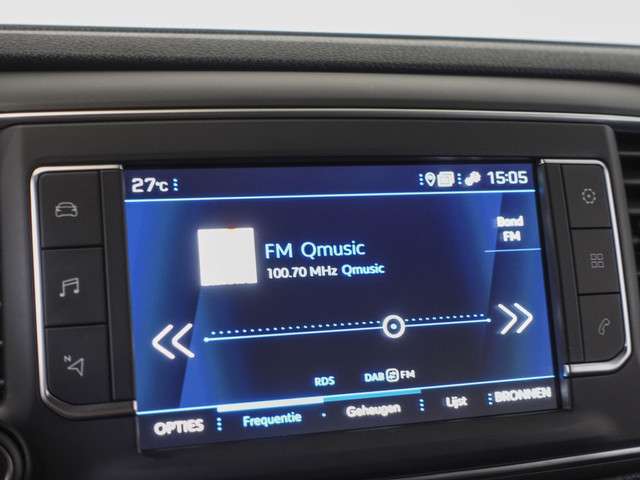 27°C
15:05
FM Qmusic
100.70 MHz Qmusic
Band
FM
RDS
DAB FM
OPTIES Frequentie Geheugen Lijst BRONNEN
N